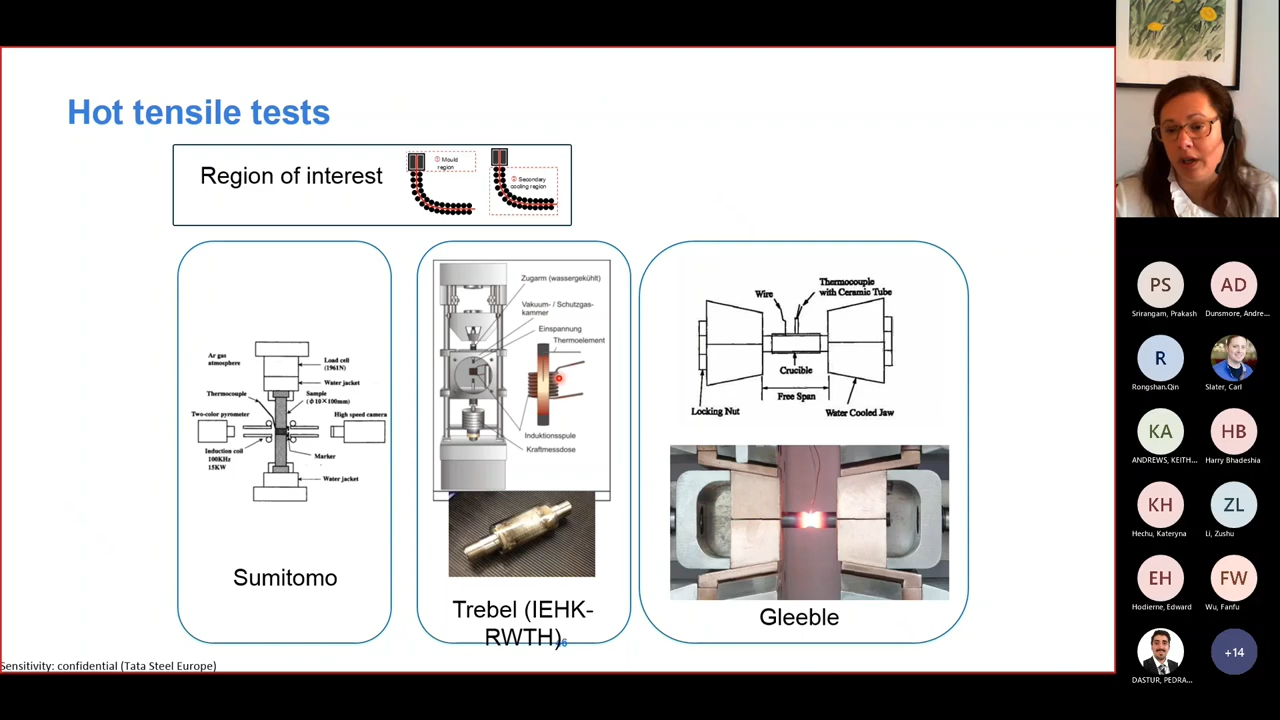 Hot tensile tests
Region of interest
① Mould
region
② Secondary
cooling region
Ar gas
atmosphere
Load cell
(1961N)
Water jacket
Thermocouple
Sample
(φ10×100mm)
Two-color pyrometer
High speed camera
Induction coil
100KHz
15KW
Marker
Water jacket
Sumitomo
Zugarm (wassergekühlt)
Vakuum- / Schutzgas-
kammer
Einspannung
Thermoelement
Induktionsspule
Kraftmessdose
Trebel (IEHK-
RWTH)
Wire
Thermocouple
with Ceramic Tube
Crucible
Free Span
Locking Nut
Water Cooled Jaw
Gleeble
Sensitivity: confidential (Tata Steel Europe)
PS
Srirangam, Prakash
AD
Dunsmore, Andre...
R
Rongshan.Qin
Slater, Carl
KA
ANDREWS, KEITH...
HB
Harry Bhadeshia
KH
Hechu, Kateryna
ZL
Li, Zushu
EH
Hodierne, Edward
FW
Wu, Fanfu
DASTUR, PEDRA...
+14